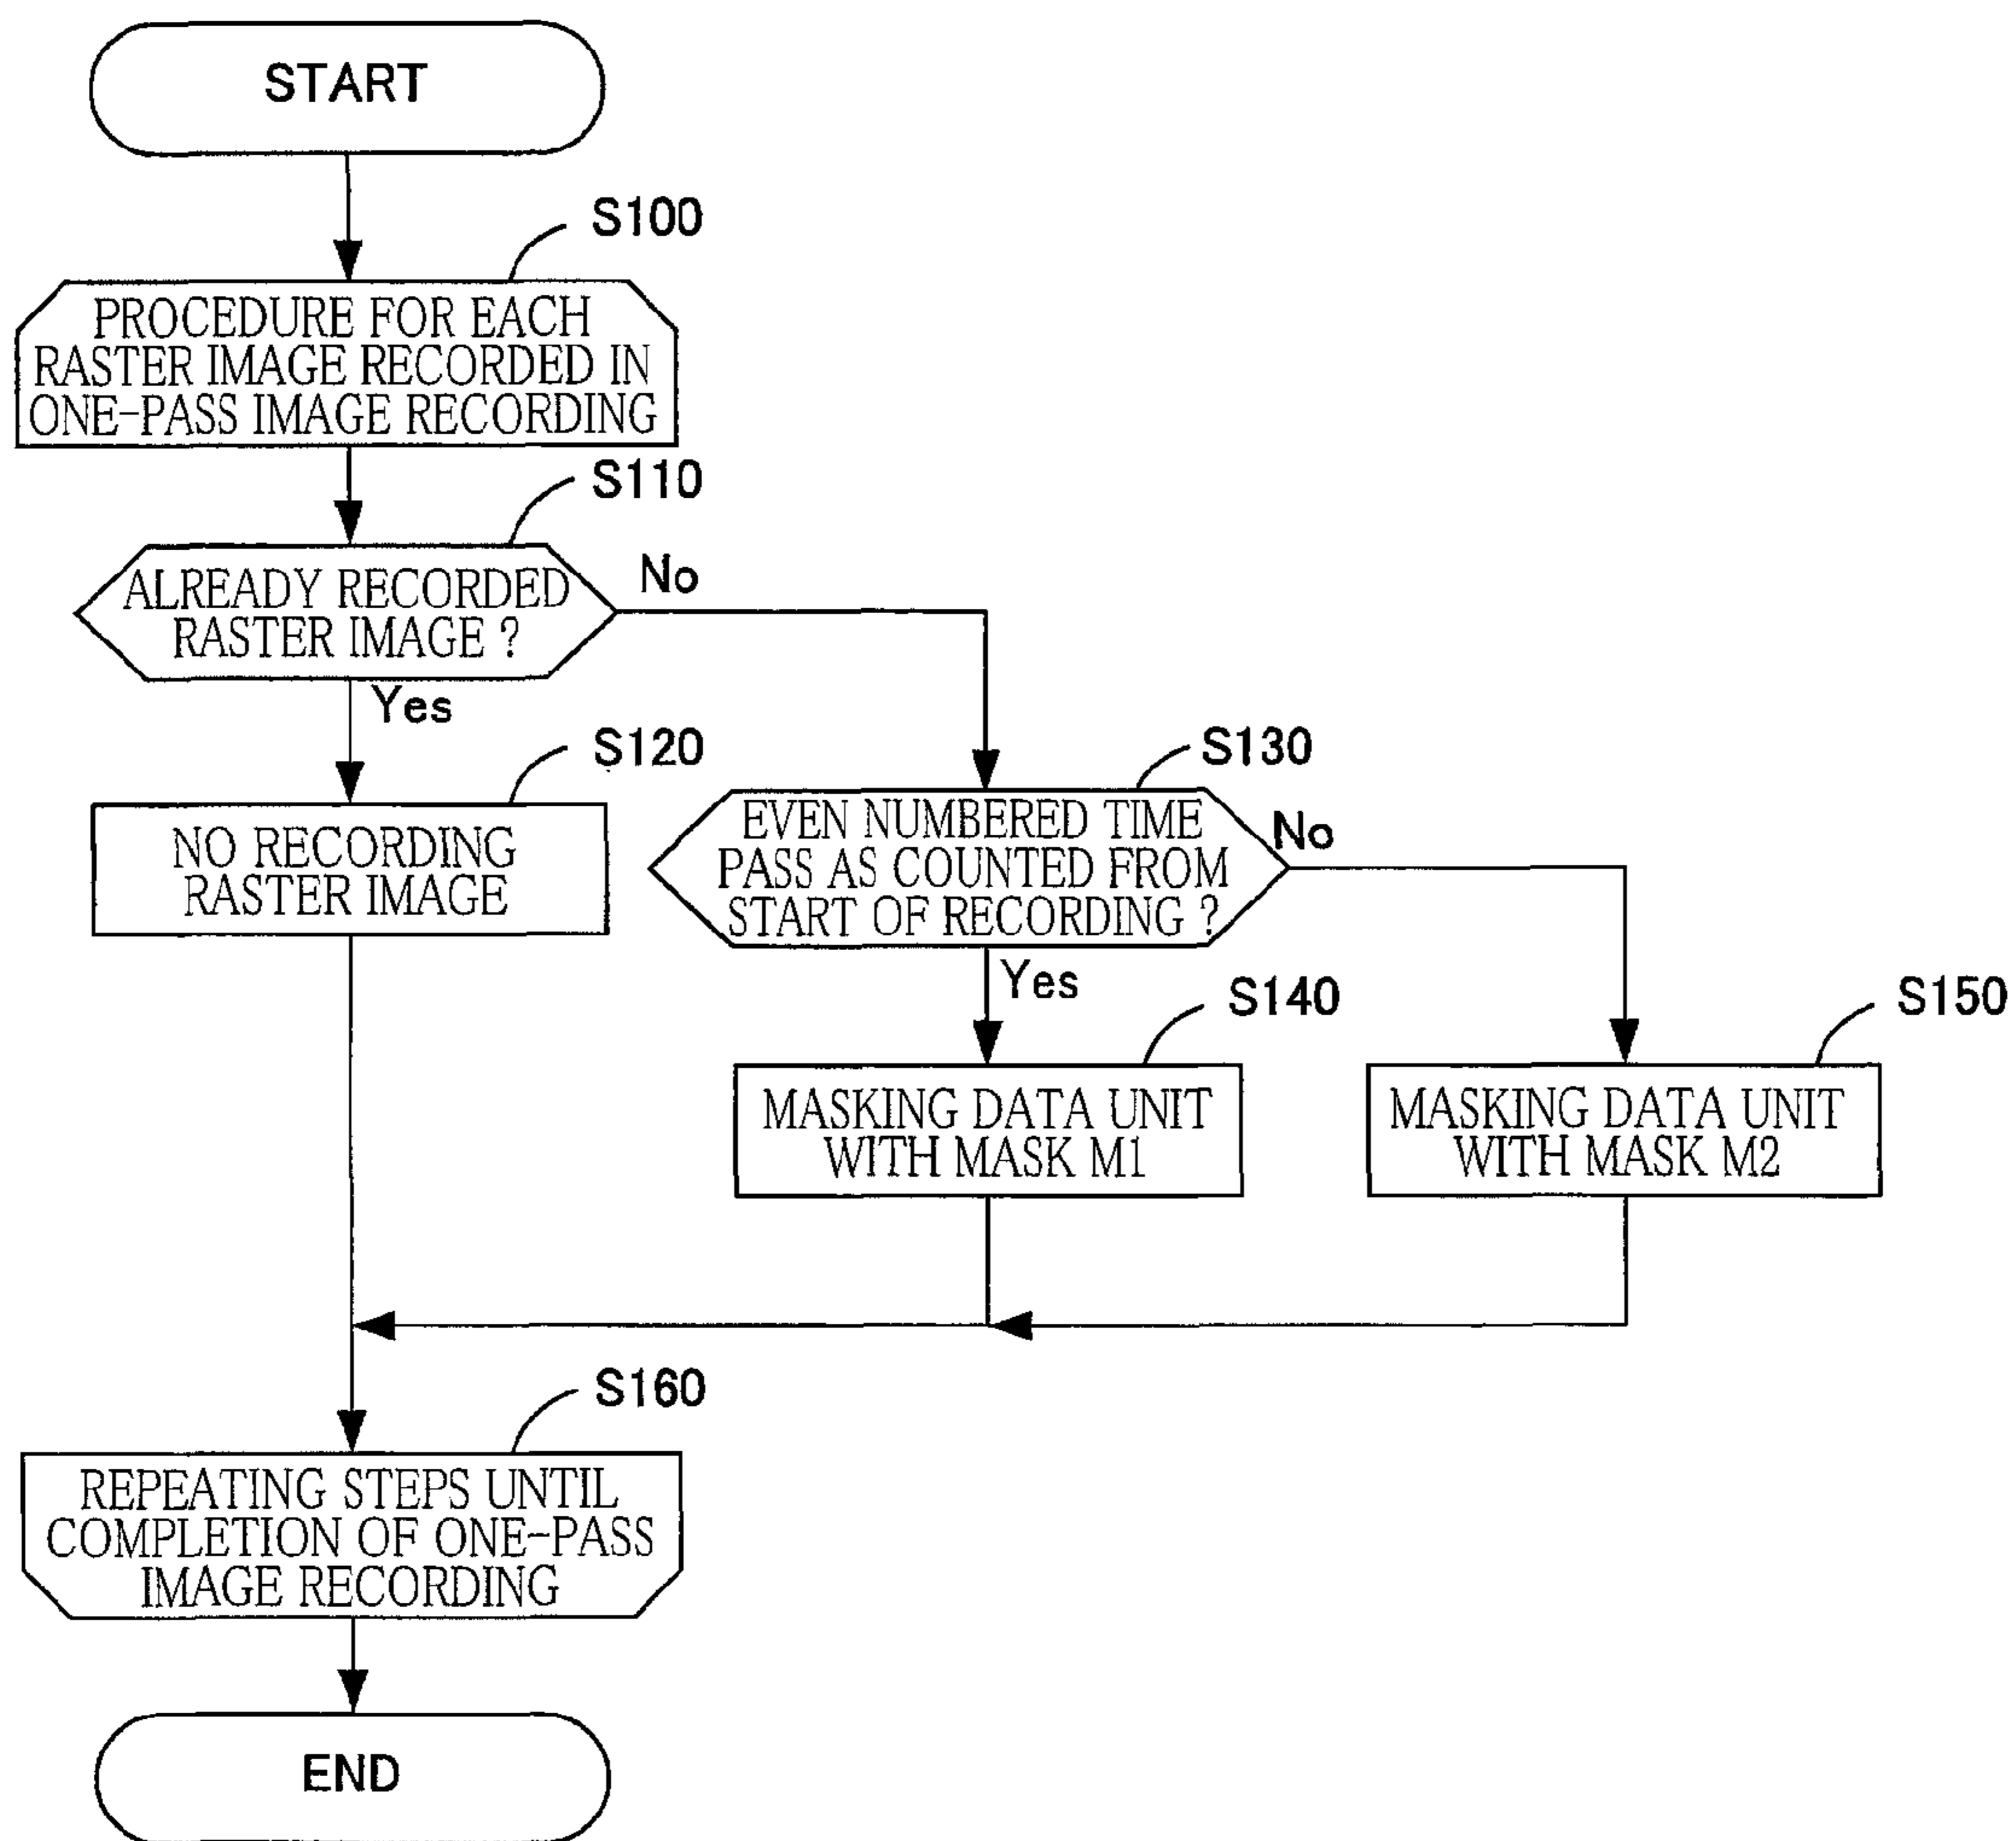 START
S100
PROCEDURE FOR EACH
RASTER IMAGE RECORDED IN
ONE-PASS IMAGE RECORDING
S110
ALREADY RECORDED
RASTER IMAGE ?
No
Yes
S120
NO RECORDING
RASTER IMAGE
S130
EVEN NUMBERED TIME
PASS AS COUNTED FROM
START OF RECORDING ?
No
Yes
S140
MASKING DATA UNIT
WITH MASK M1
S150
MASKING DATA UNIT
WITH MASK M2
S160
REPEATING STEPS UNTIL
COMPLETION OF ONE-PASS
IMAGE RECORDING
END